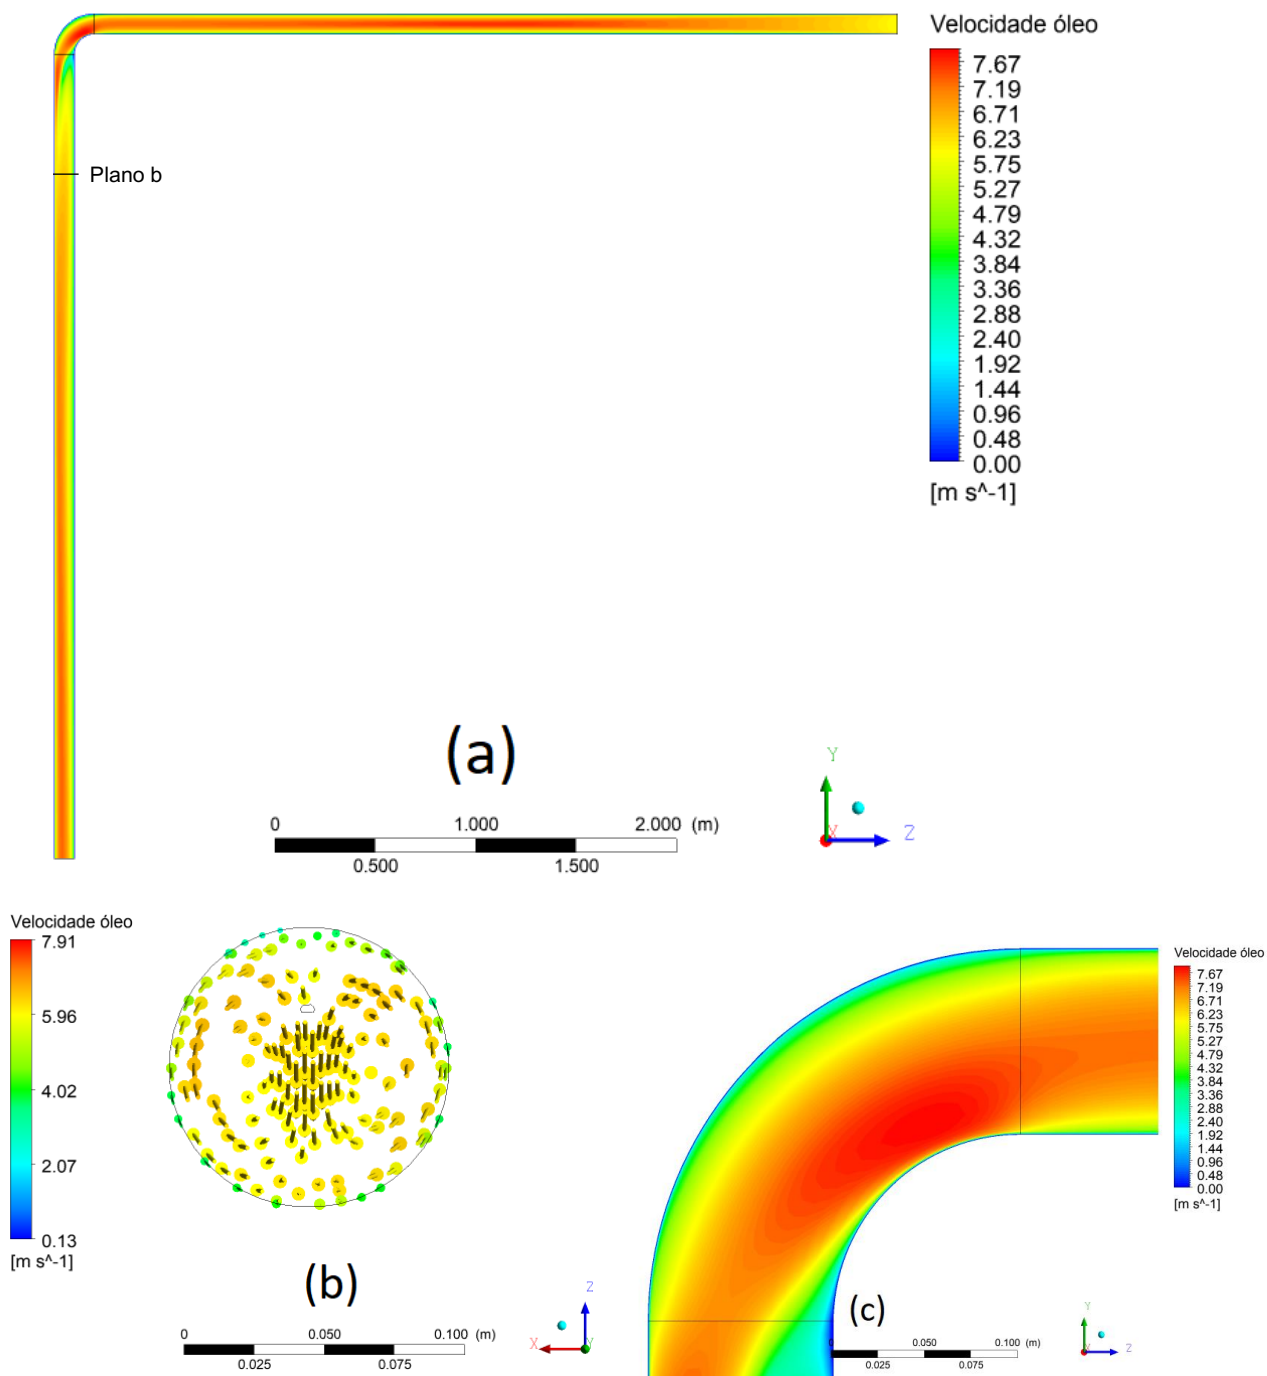 Velocidade óleo
7.67
7.19
6.71
6.23
5.75
5.27
4.79
4.32
3.84
3.36
2.88
2.40
1.92
1.44
0.96
0.48
0.00
[m s^-1]
Plano b
(a)
0 1.000 2.000 (m)
0.500 1.500
Y
X Z
Velocidade óleo
7.91
5.96
4.02
2.07
0.13
[m s^-1]
(b)
0 0.050 0.100 (m)
0.025 0.075
Z
X Y
Velocidade óleo
7.67
7.19
6.71
6.23
5.75
5.27
4.79
4.32
3.84
3.36
2.88
2.40
1.92
1.44
0.96
0.48
0.00
[m s^-1]
(c)
0 0.050 0.100 (m)
0.025 0.075
Y
X Z